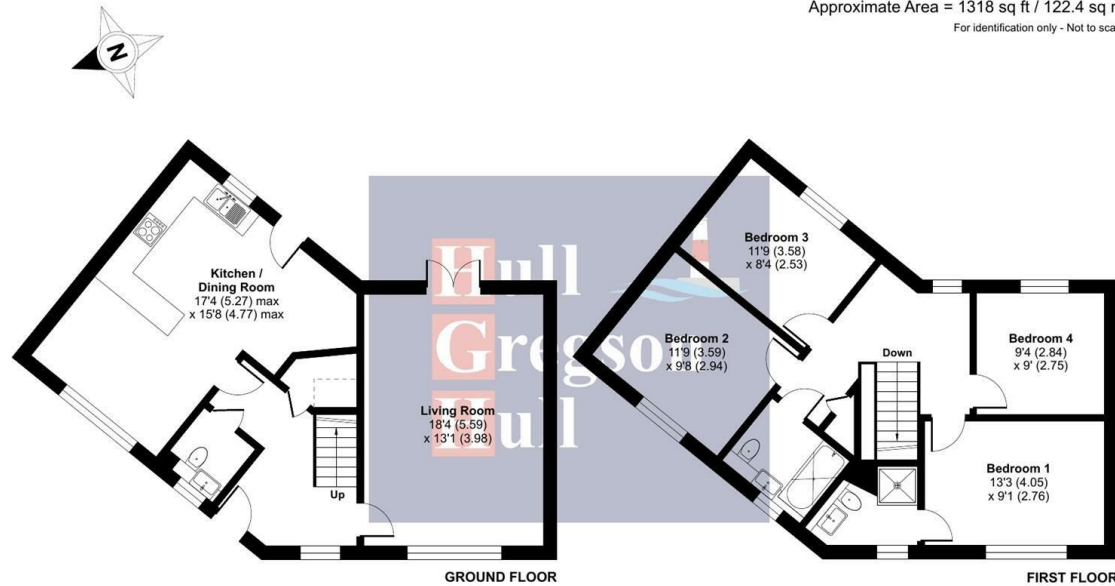 Approximate Area = 1318 sq ft / 122.4 sq m
For identification only - Not to sca
N
Kitchen /
Dining Room
17'4 (5.27) max
x 15'8 (4.77) max
Living Room
18'4 (5.59)
x 13'1 (3.98)
Up
GROUND FLOOR
Hull
Gregson
Hull
Bedroom 3
11'9 (3.58)
x 8'4 (2.53)
Bedroom 2
11'9 (3.59)
x 9'8 (2.94)
Down
Bedroom 4
9'4 (2.84)
x 9' (2.75)
Bedroom 1
13'3 (4.05)
x 9'1 (2.76)
FIRST FLOOR